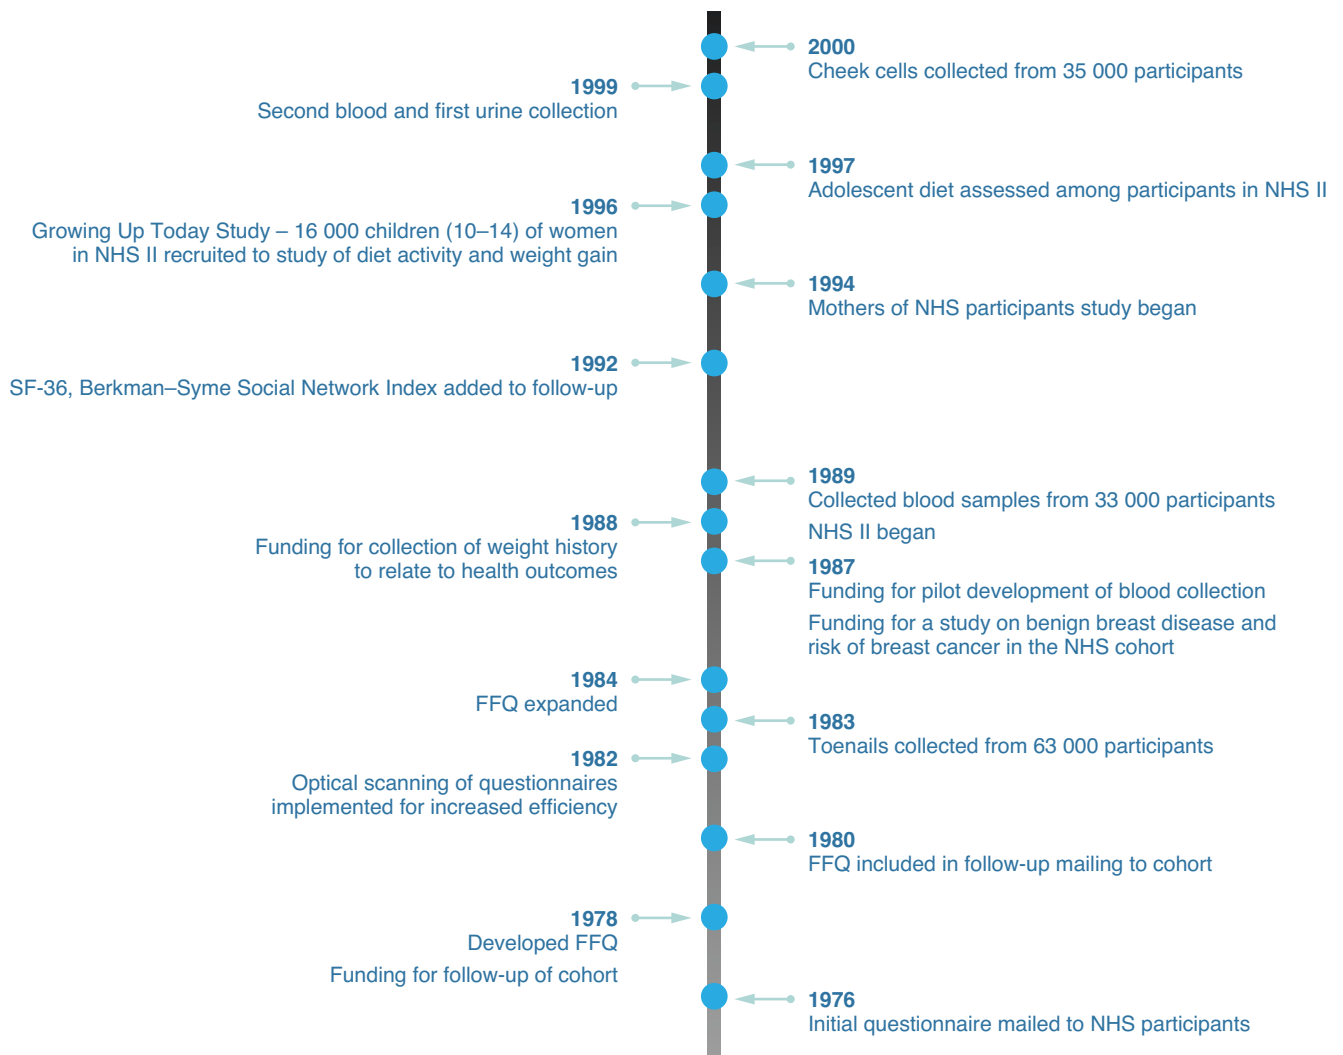 2000
Cheek cells collected from 35 000 participants
1999
Second blood and first urine collection
1997
Adolescent diet assessed among participants in NHS II
1996
Growing Up Today Study – 16 000 children (10–14) of women
in NHS II recruited to study of diet activity and weight gain
1994
Mothers of NHS participants study began
1992
SF-36, Berkman–Syme Social Network Index added to follow-up
1989
Collected blood samples from 33 000 participants
NHS II began
1988
Funding for collection of weight history
to relate to health outcomes
1987
Funding for pilot development of blood collection
Funding for a study on benign breast disease and
risk of breast cancer in the NHS cohort
1984
FFQ expanded
1983
Toenails collected from 63 000 participants
1982
Optical scanning of questionnaires
implemented for increased efficiency
1980
FFQ included in follow-up mailing to cohort
1978
Developed FFQ
Funding for follow-up of cohort
1976
Initial questionnaire mailed to NHS participants